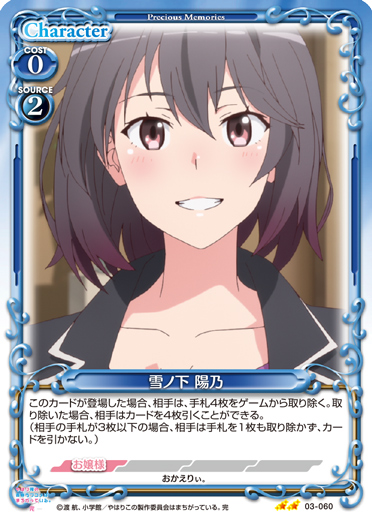 Precious Memories
Character
COST
0
SOURCE
2
雪ノ下 陽乃
このカードが登場した場合、相手は、手札4枚をゲームから取り除く。取
り除いた場合、相手はカードを4枚引くことができる。
（相手の手札が3枚以下の場合、相手は手札を1枚も取り除かず、カー
ドを引かない。）
お嬢様
おかえりぃ。
©渡 航、小学館／やはりこの製作委員会はまちがっている。完
03-060